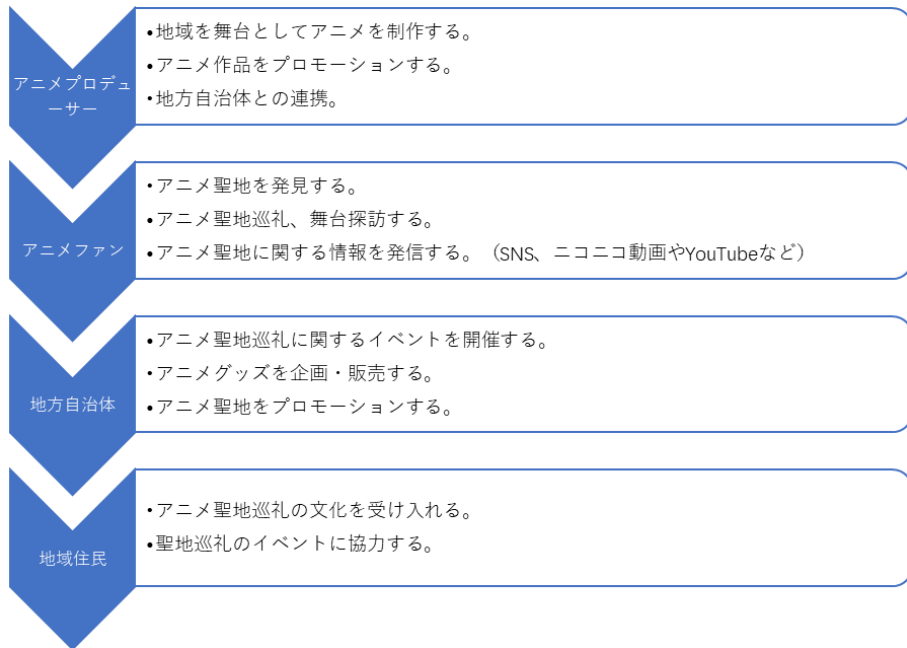 アニメプロデュ
ーサー
•地域を舞台としてアニメを制作する。
•アニメ作品をプロモーションする。
•地方自治体との連携。
アニメファン
•アニメ聖地を発見する。
•アニメ聖地巡礼、舞台探訪する。
•アニメ聖地に関する情報を発信する。（SNS、ニコニコ動画やYouTubeなど）
地方自治体
•アニメ聖地巡礼に関するイベントを開催する。
•アニメグッズを企画・販売する。
•アニメ聖地をプロモーションする。
地域住民
•アニメ聖地巡礼の文化を受け入れる。
•聖地巡礼のイベントに協力する。